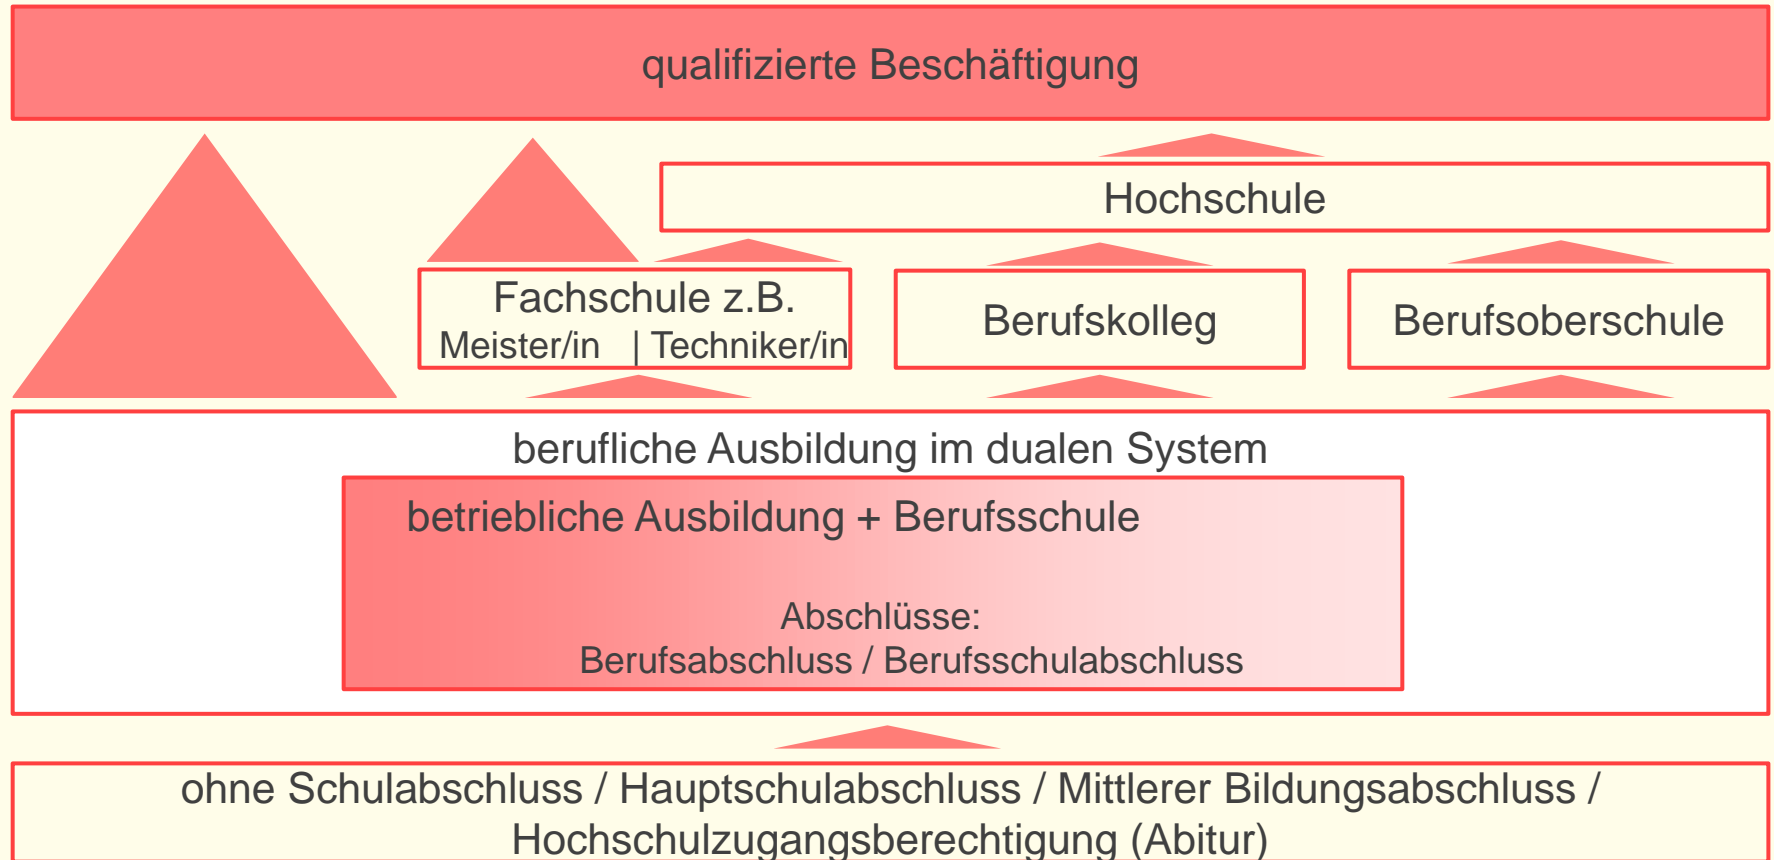 qualifizierte Beschäftigung
Hochschule
Fachschule z.B.
Meister/in | Techniker/in
Berufskolleg
Berufsoberschule
berufliche Ausbildung im dualen System
betriebliche Ausbildung + Berufsschule
Abschlüsse:
Berufsabschluss / Berufsschulabschluss
ohne Schulabschluss / Hauptschulabschluss / Mittlerer Bildungsabschluss /
Hochschulzugangsberechtigung (Abitur)